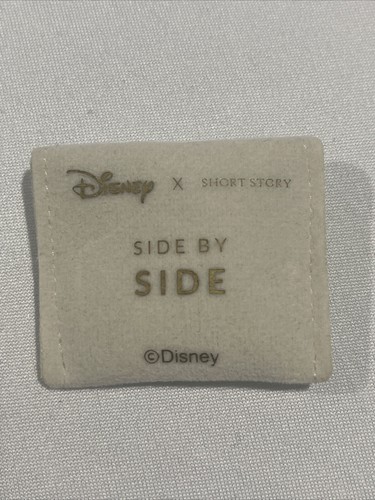 Disney X SHORT STORY
SIDE BY
SIDE
©Disney